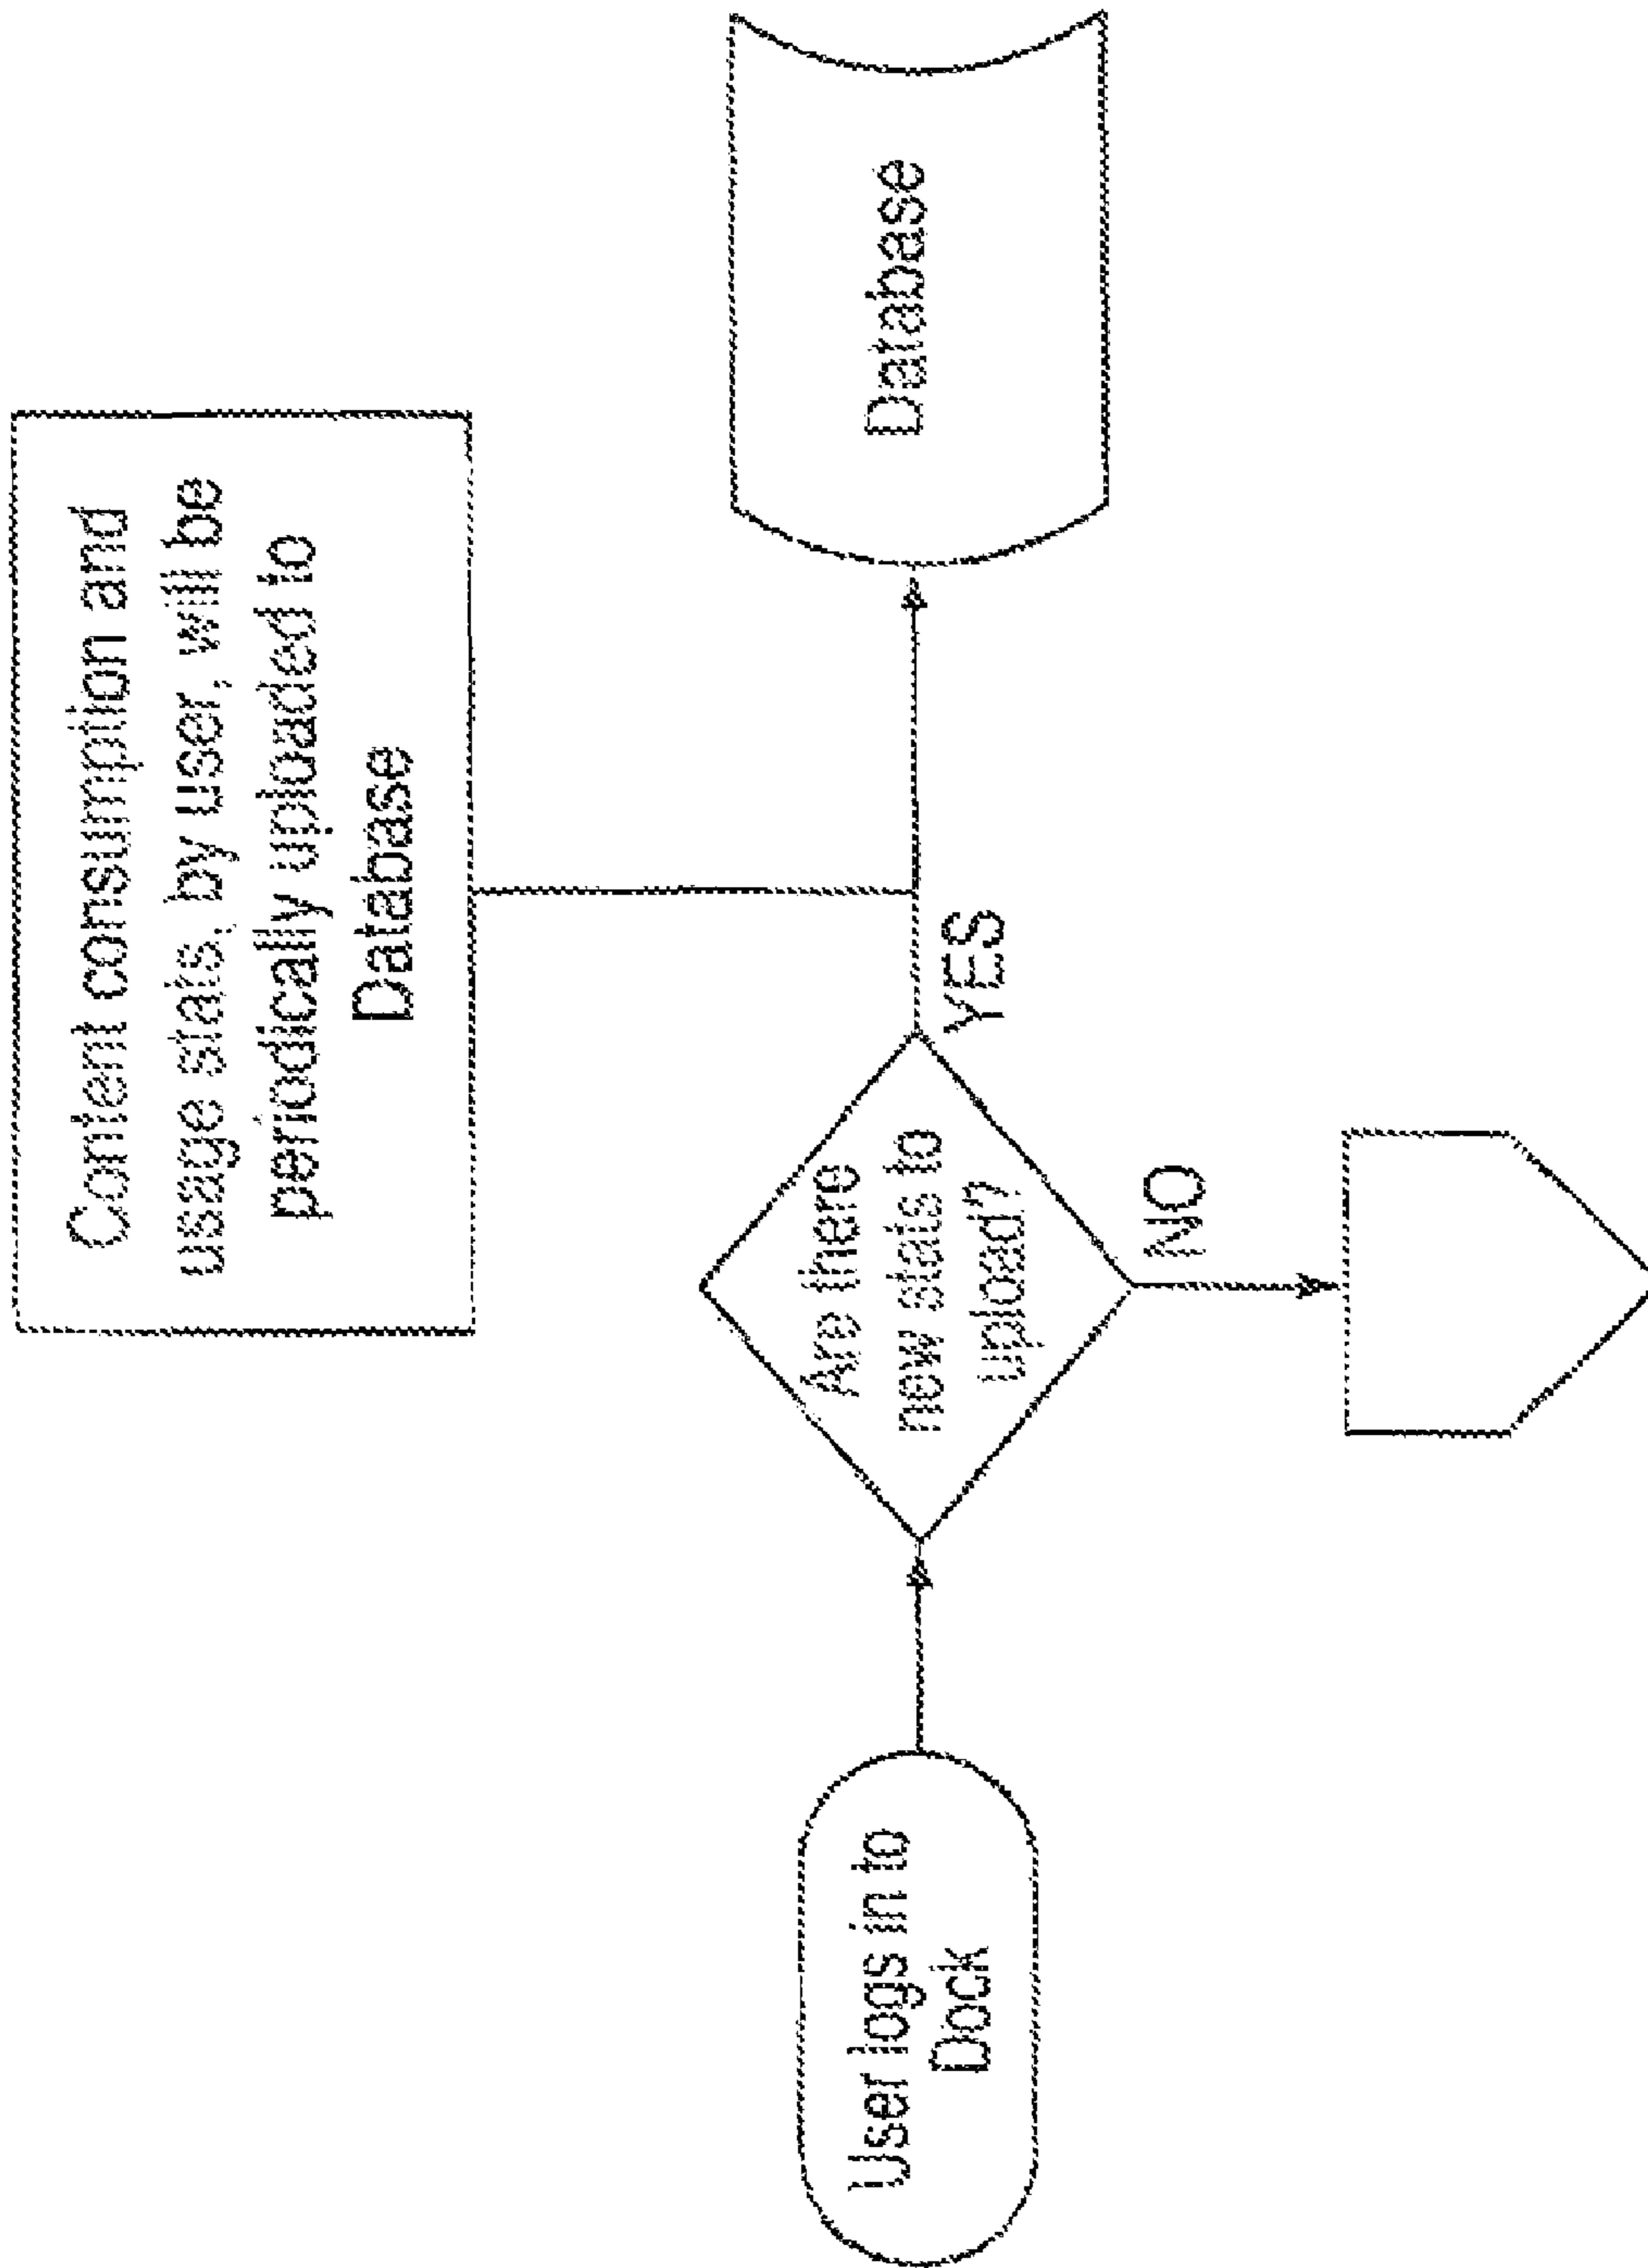 Content consumption and
usage stats, by user, will be
periodically uploaded to
Database
User logs in to
Dock
Are there
new stats to
upload?
YES
NO
Database